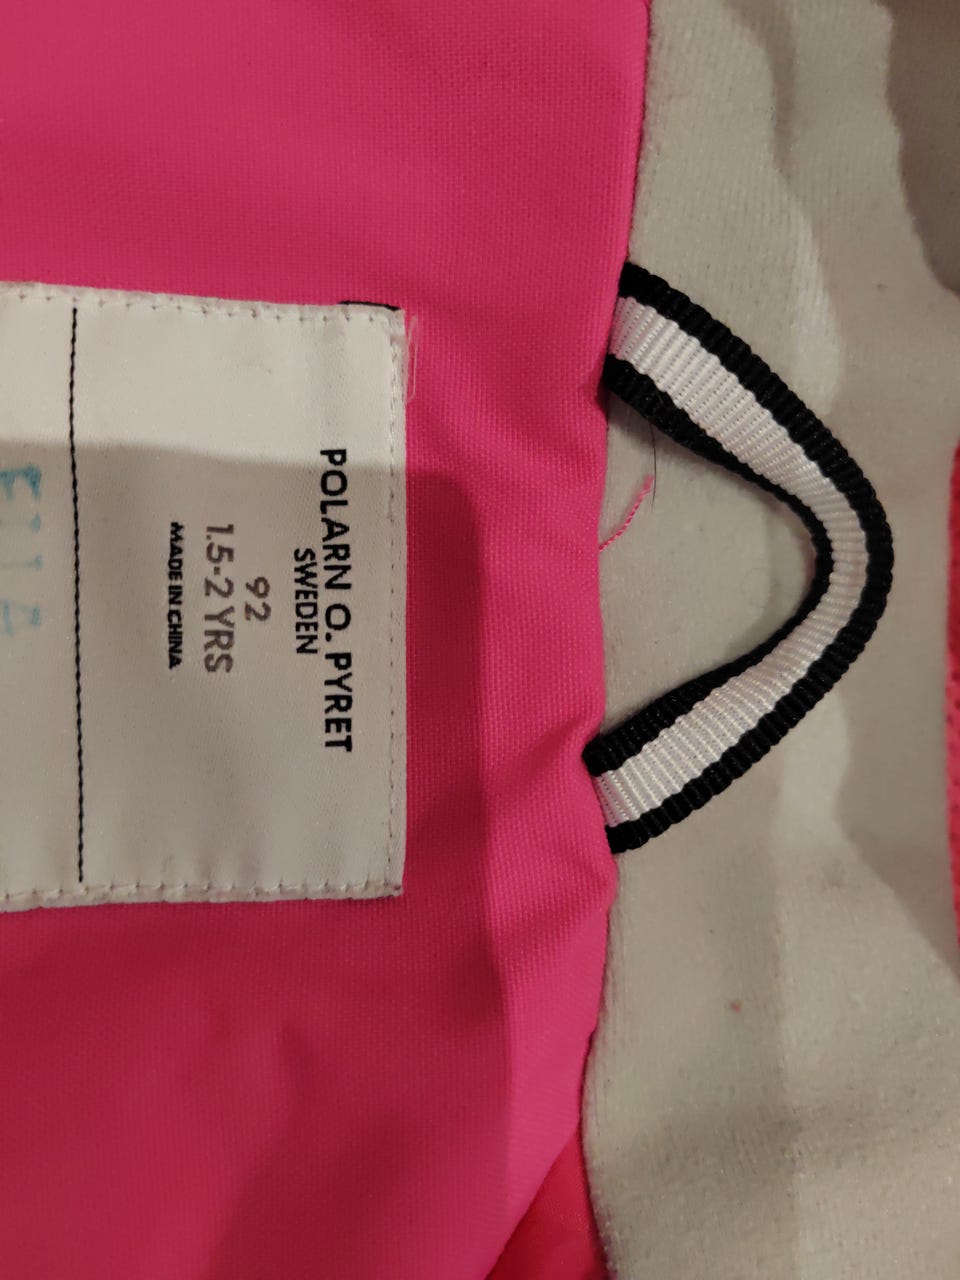 POLARN O. PYRET
SWEDEN
92
1.5-2 YRS
MADE IN CHINA